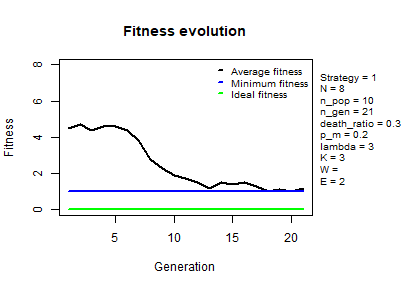 Fitness evolution
8
6
4
2
0
Fitness
Average fitness
Minimum fitness
Ideal fitness
Strategy = 1
N = 8
n_pop = 10
n_gen = 21
death_ratio = 0.3
p_m = 0.2
lambda = 3
K = 3
W =
E = 2
5 10 15 20
Generation